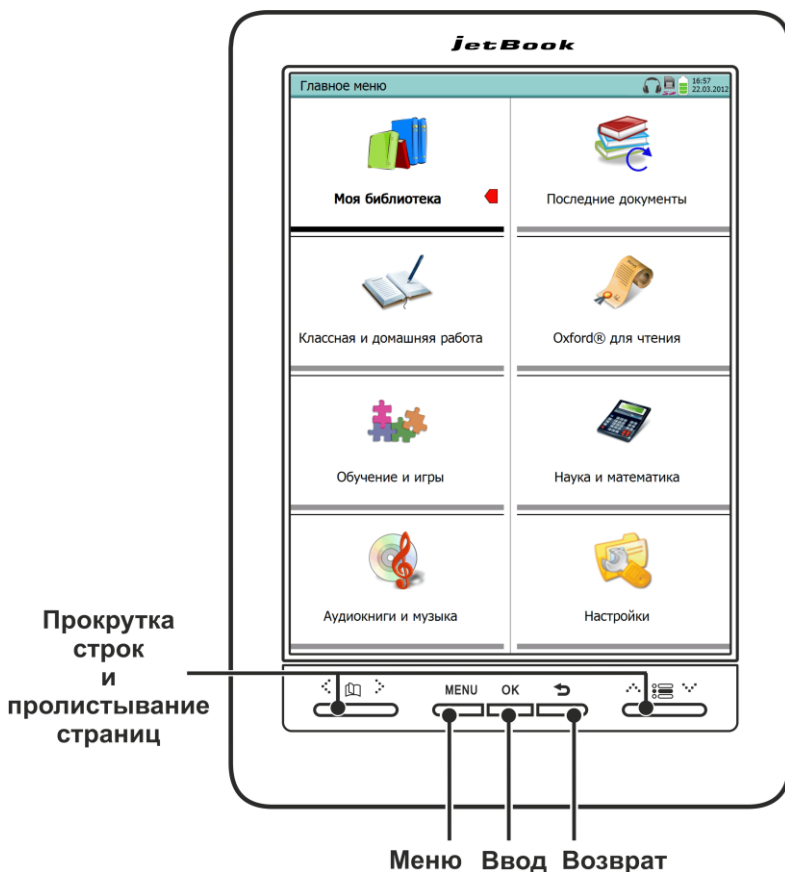 jetBook
Главное меню
16:57
22.03.2012
Моя библиотека
Последние документы
Классная и домашняя работа
Oxford® для чтения
Обучение и игры
Наука и математика
Аудиокниги и музыка
Настройки
Прокрутка
строк
и
пролистывание
страниц
MENU OK
Меню Ввод Возврат